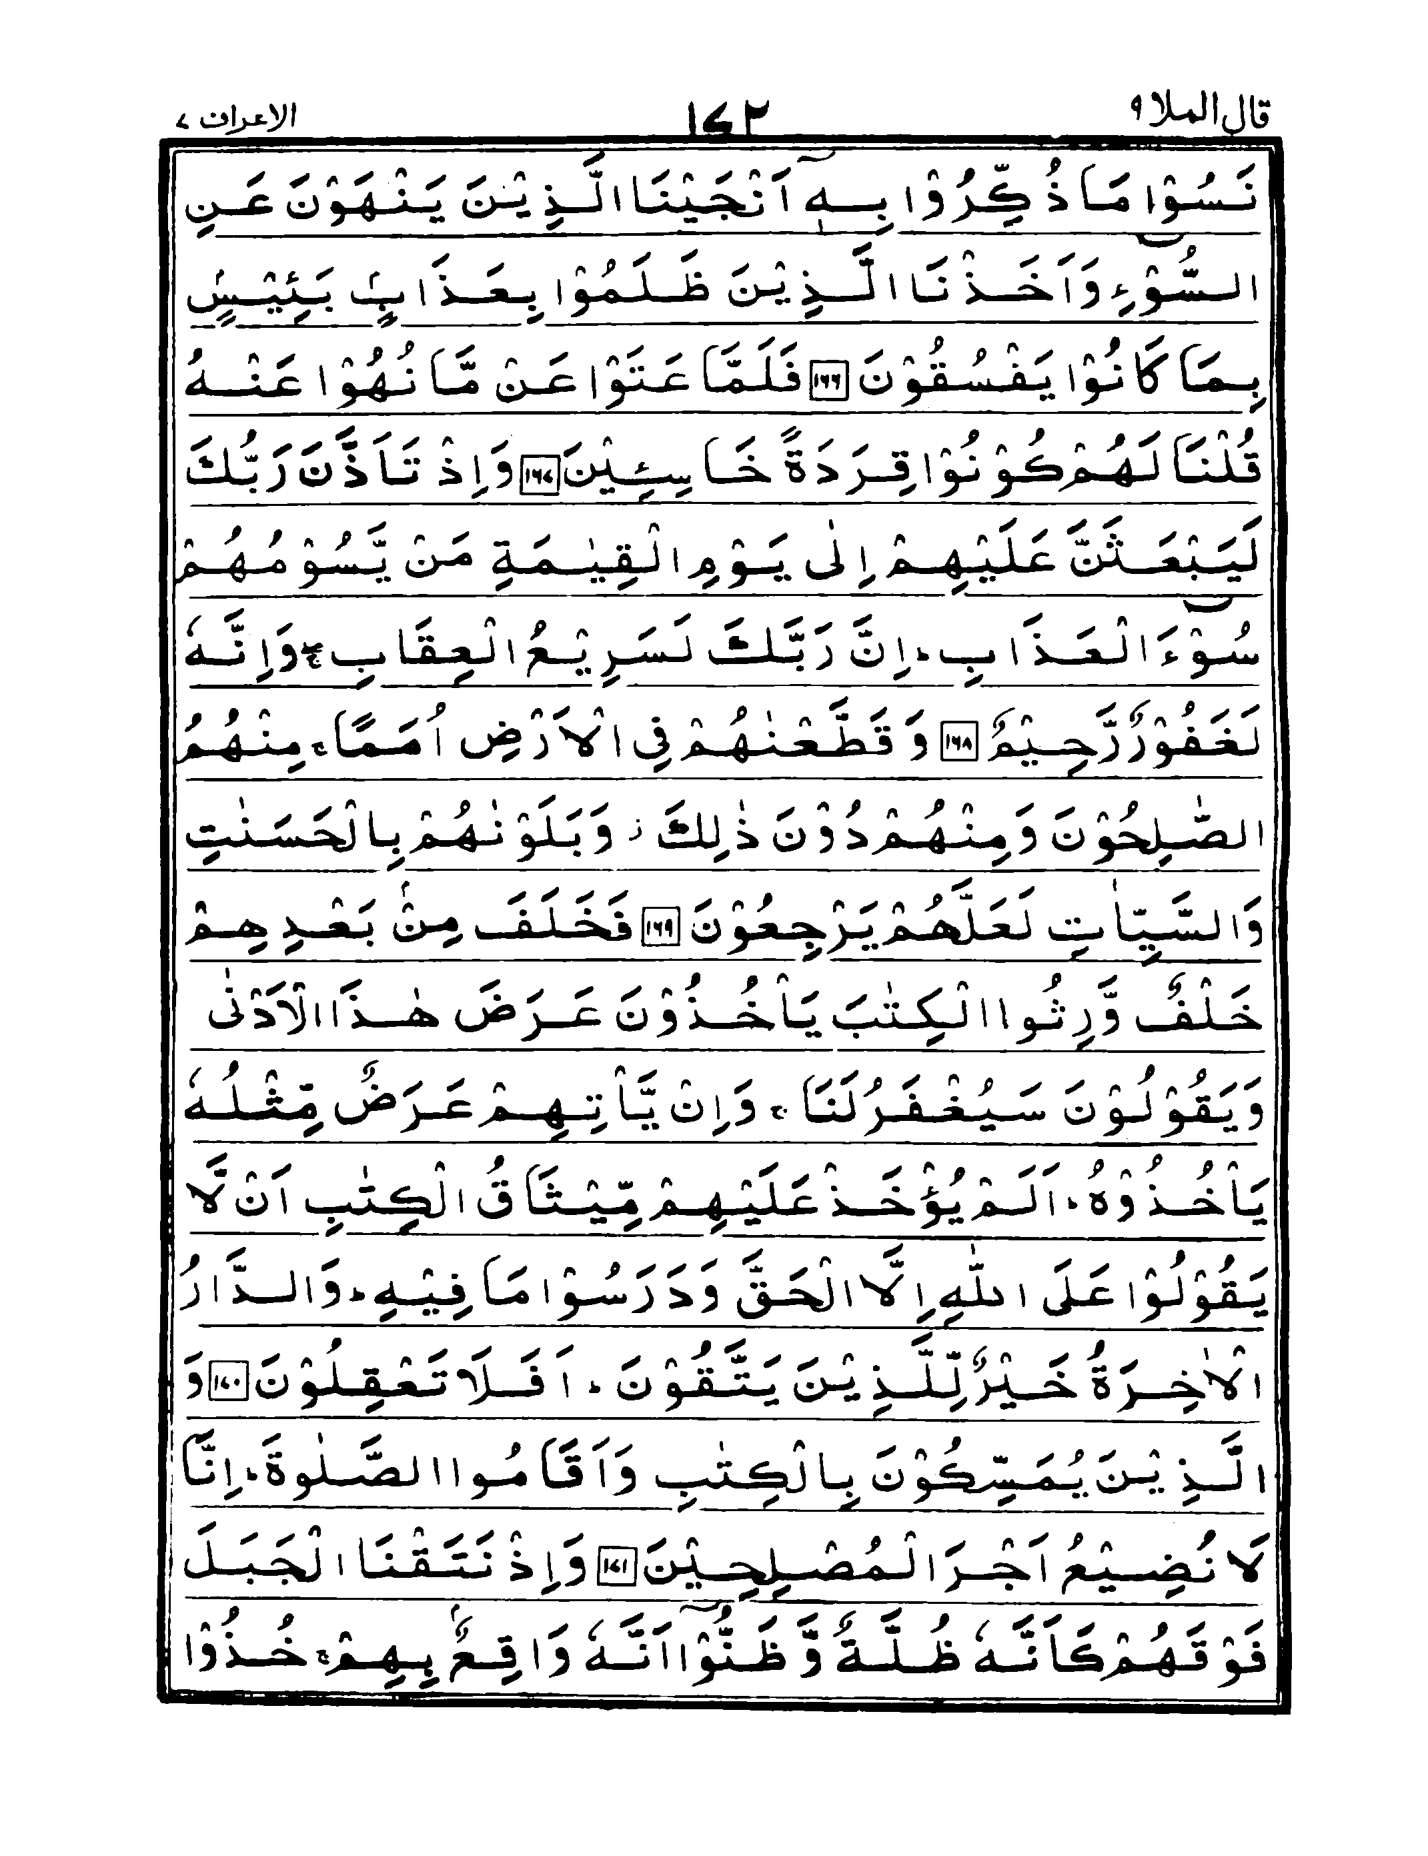 قال الملا ٩
١٧٢
الاعراف ٧
نَسُوْا مَا ذُكِّرُوْا بِهٖۤ اَنْجَيْنَا الَّذِيْنَ يَنْهَوْنَ عَنِ
السُّوْٓءِ وَاَخَذْنَا الَّذِيْنَ ظَلَمُوْا بِعَذَابٍۭ بَئِيْسٍۭ
بِمَا كَانُوْا يَفْسُقُوْنَ ١٦٦ فَلَمَّا عَتَوْا عَنْ مَّا نُهُوْا عَنْهُ
قُلْنَا لَهُمْ كُوْنُوْا قِرَدَةً خَاسِئِيْنَ ١٦٧ وَاِذْ تَاَذَّنَ رَبُّكَ
لَيَبْعَثَنَّ عَلَيْهِمْ اِلٰى يَوْمِ الْقِيٰمَةِ مَنْ يَّسُوْمُهُمْ
سُوْٓءَ الْعَذَابِ ؕ اِنَّ رَبَّكَ لَسَرِيْعُ الْعِقَابِ ۖۚ وَاِنَّهٗ
لَغَفُوْرٌ رَّحِيْمٌ ١٦٨ وَقَطَّعْنٰهُمْ فِى الْاَرْضِ اُمَمًا ۚ مِنْهُمُ
الصّٰلِحُوْنَ وَمِنْهُمْ دُوْنَ ذٰلِكَ ز وَبَلَوْنٰهُمْ بِالْحَسَنٰتِ
وَالسَّيِّاٰتِ لَعَلَّهُمْ يَرْجِعُوْنَ ١٦٩ فَخَلَفَ مِنْۢ بَعْدِهِمْ
خَلْفٌ وَّرِثُوا الْكِتٰبَ يَاْخُذُوْنَ عَرَضَ هٰذَا الْاَدْنٰى
وَيَقُوْلُوْنَ سَيُغْفَرُ لَنَا ۚ وَاِنْ يَّاْتِهِمْ عَرَضٌ مِّثْلُهٗ
يَاْخُذُوْهُ ؕ اَلَمْ يُؤْخَذْ عَلَيْهِمْ مِّيْثَاقُ الْكِتٰبِ اَنْ لَّا
يَقُوْلُوْا عَلَى اللّٰهِ اِلَّا الْحَقَّ وَدَرَسُوْا مَا فِيْهِ ؕ وَالدَّارُ
الْاٰخِرَةُ خَيْرٌ لِّلَّذِيْنَ يَتَّقُوْنَ ؕ اَفَلَا تَعْقِلُوْنَ ١٧٠ وَ
الَّذِيْنَ يُمَسِّكُوْنَ بِالْكِتٰبِ وَاَقَامُوا الصَّلٰوةَ ؕ اِنَّا
لَا نُضِيْعُ اَجْرَ الْمُصْلِحِيْنَ ١٧١ وَاِذْ نَتَقْنَا الْجَبَلَ
فَوْقَهُمْ كَاَنَّهٗ ظُلَّةٌ وَّظَنُّوْۤا اَنَّهٗ وَاقِعٌۢ بِهِمْ ۚ خُذُوْا